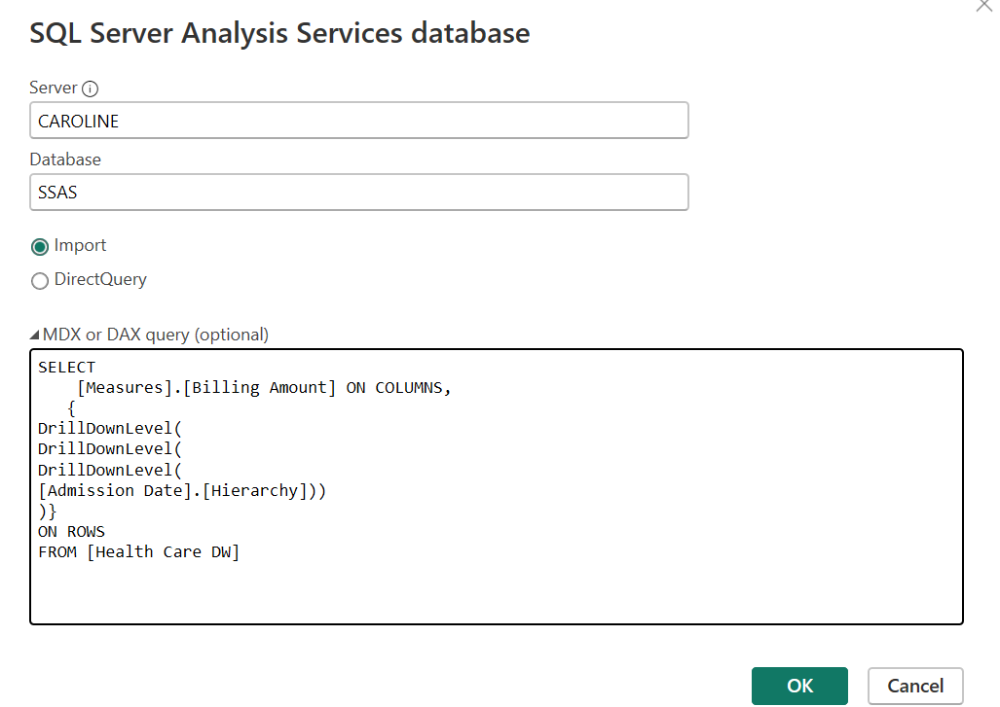 SQL Server Analysis Services database
Server
CAROLINE
Database
SSAS
Import
DirectQuery
MDX or DAX query (optional)
SELECT
[Measures].[Billing Amount] ON COLUMNS,
{
DrillDownLevel(
DrillDownLevel(
DrillDownLevel(
[Admission Date].[Hierarchy]))
)}
ON ROWS
FROM [Health Care DW]
OK Cancel